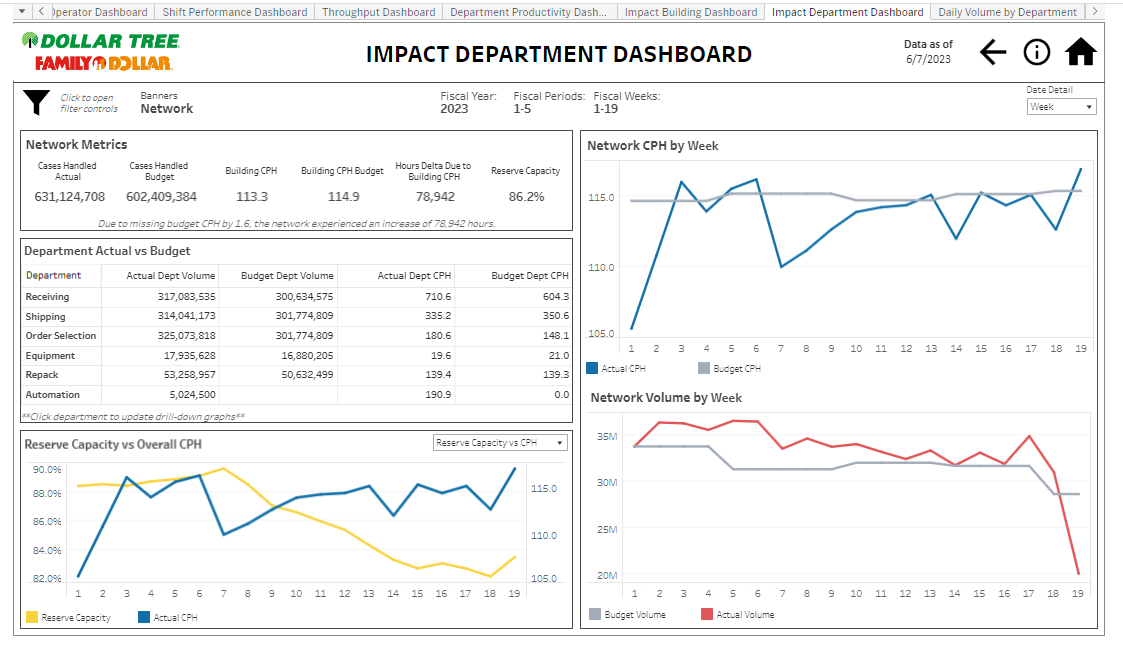 Operator Dashboard
Shift Performance Dashboard
Throughput Dashboard
Department Productivity Dash...
Impact Building Dashboard
Impact Department Dashboard
Daily Volume by Department
DOLLAR TREE
FAMILY DOLLAR
IMPACT DEPARTMENT DASHBOARD
Data as of
6/7/2023
Click to open
filter controls
Banners
Network
Fiscal Year:
2023
Fiscal Periods:
1-5
Fiscal Weeks:
1-19
Date Detail
Week
Network Metrics
Cases Handled
Actual
631,124,708
Cases Handled
Budget
602,409,384
Building CPH
113.3
Building CPH Budget
114.9
Hours Delta Due to
Building CPH
78,942
Reserve Capacity
86.2%
Due to missing budget CPH by 1.6, the network experienced an increase of 78,942 hours.
Department Actual vs Budget
Department Actual Dept Volume Budget Dept Volume Actual Dept CPH Budget Dept CPH
Receiving 317,083,535 300,634,575 710.6 604.3
Shipping 314,041,173 301,774,809 335.2 350.6
Order Selection 325,073,818 301,774,809 180.6 148.1
Equipment 17,935,628 16,880,205 19.6 21.0
Repack 53,258,957 50,632,499 139.4 139.3
Automation 5,024,500 190.9 0.0
**Click department to update drill-down graphs**
Reserve Capacity vs Overall CPH
Reserve Capacity vs CPH
90.0%
88.0%
86.0%
84.0%
82.0%
115.0
110.0
105.0
1 2 3 4 5 6 7 8 9 10 11 12 13 14 15 16 17 18 19
Reserve Capacity
Actual CPH
Network CPH by Week
115.0
110.0
105.0
1 2 3 4 5 6 7 8 9 10 11 12 13 14 15 16 17 18 19
Actual CPH
Budget CPH
Network Volume by Week
35M
30M
25M
20M
1 2 3 4 5 6 7 8 9 10 11 12 13 14 15 16 17 18 19
Budget Volume
Actual Volume